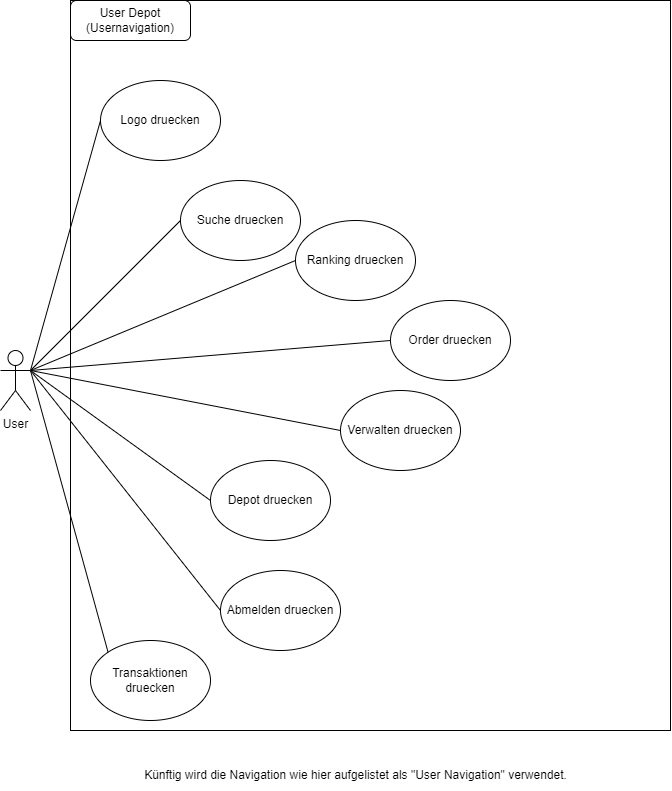 User Depot
(Usernavigation)
Logo druecken
Suche druecken
Ranking druecken
Order druecken
User
Verwalten druecken
Depot druecken
Abmelden druecken
Transaktionen
druecken
Künftig wird die Navigation wie hier aufgelistet als "User Navigation" verwendet.